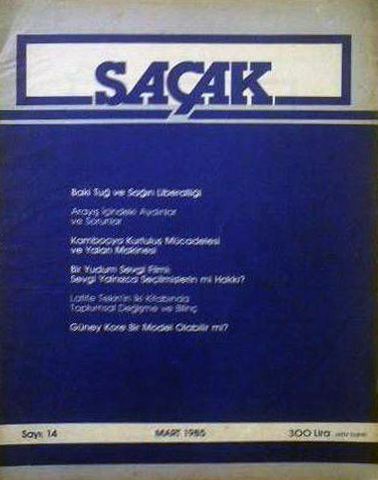 SAÇAK
Baki Tuğ ve Sağın Liberalliği
Arayış İçindeki Aydınlar
ve Sorunlar
Kamboçya Kurtuluş Mücadelesi
ve Yalan Makinesi
Bir Yudum Sevgi Filmi:
Sevgi Yalnızca Seçilmişlerin mi Hakkı?
Latife Tekin'in İki Kitabında
Toplumsal Değişme ve Bilinç
Güney Kore Bir Model Olabilir mi?
Sayı: 14 MART 1985 300 Lira